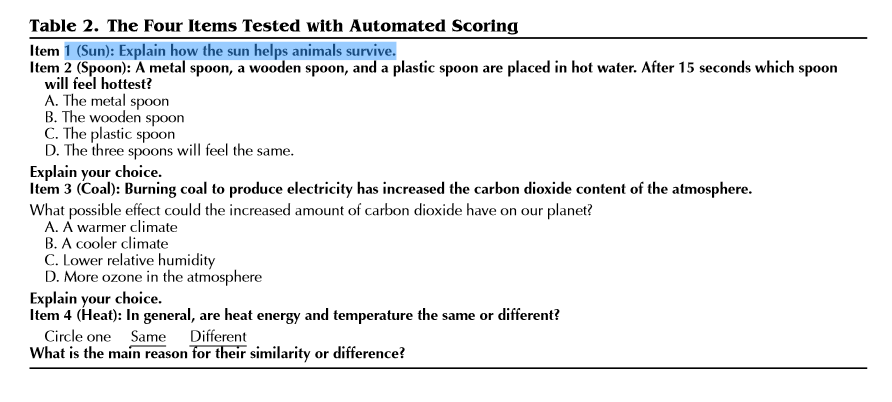 Table 2. The Four Items Tested with Automated Scoring
Item 1 (Sun): Explain how the sun helps animals survive.
Item 2 (Spoon): A metal spoon, a wooden spoon, and a plastic spoon are placed in hot water. After 15 seconds which spoon
will feel hottest?
A. The metal spoon
B. The wooden spoon
C. The plastic spoon
D. The three spoons will feel the same.
Explain your choice.
Item 3 (Coal): Burning coal to produce electricity has increased the carbon dioxide content of the atmosphere.
What possible effect could the increased amount of carbon dioxide have on our planet?
A. A warmer climate
B. A cooler climate
C. Lower relative humidity
D. More ozone in the atmosphere
Explain your choice.
Item 4 (Heat): In general, are heat energy and temperature the same or different?
Circle one Same Different
What is the main reason for their similarity or difference?